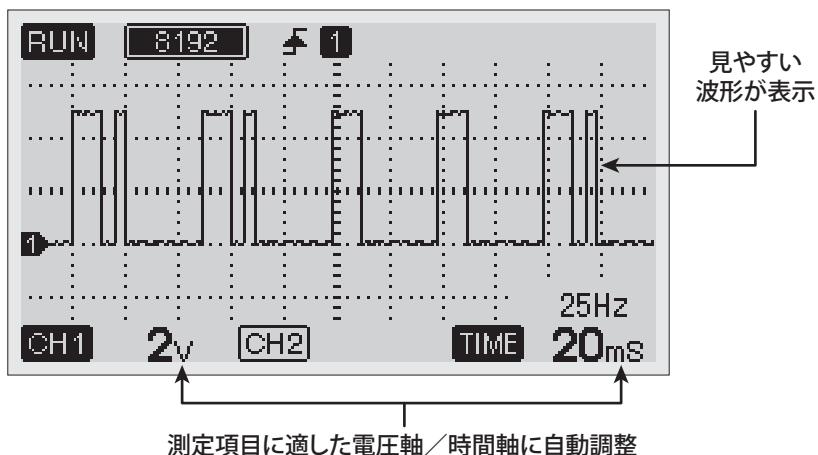 RUN 8192 1
見やすい
波形が表示
1
25Hz
CH1 2V CH2 TIME 20mS
測定項目に適した電圧軸／時間軸に自動調整